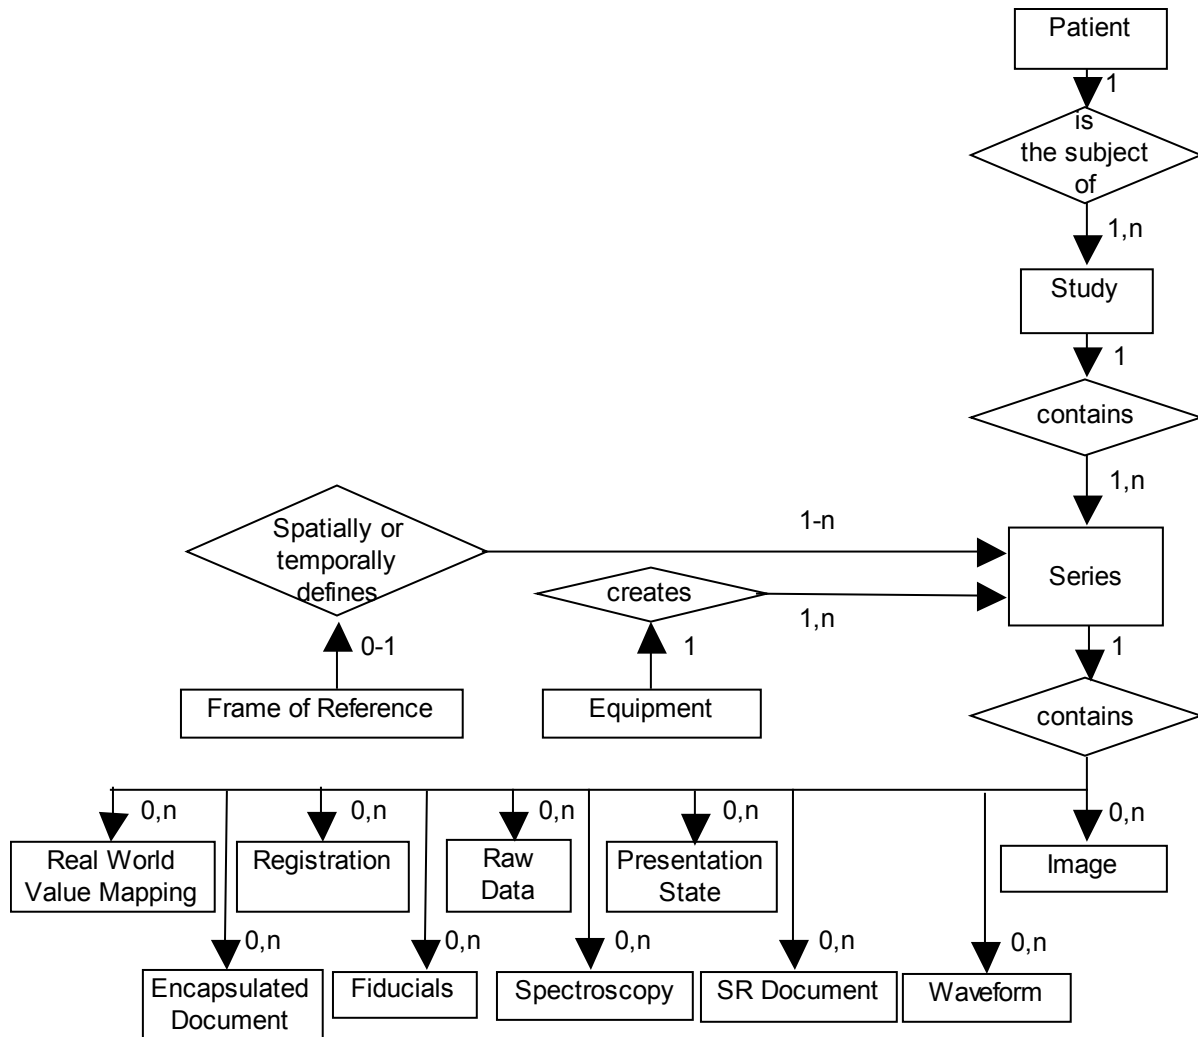 Patient
1
is
the subject
of
1,n
Study
1
contains
1,n
Spatially or
temporally
defines
1-n
creates
1,n
Series
0-1
1
1
Frame of Reference
Equipment
contains
0,n
0,n
0,n
0,n
0,n
Real World
Value Mapping
Registration
Raw
Data
Presentation
State
Image
0,n
0,n
0,n
0,n
0,n
Encapsulated
Document
Fiducials
Spectroscopy
SR Document
Waveform